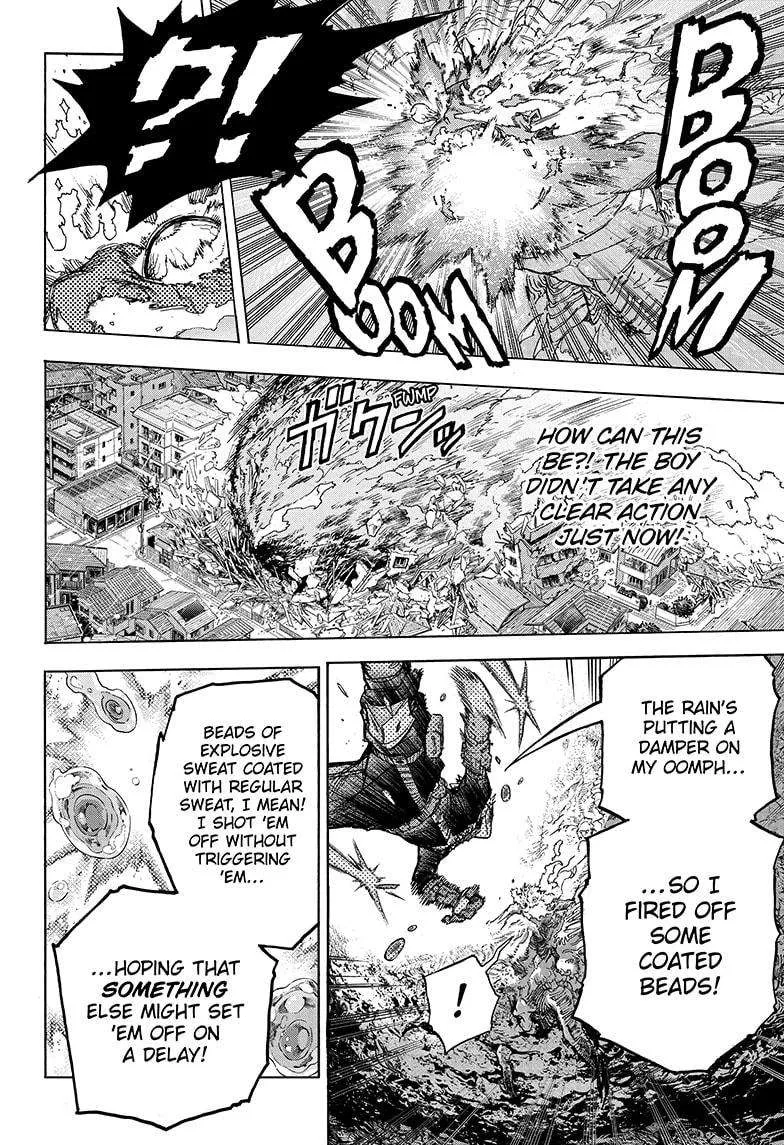 BOOM
BOOM
?!
HOW CAN THIS
BE?! THE BOY
DIDN'T TAKE ANY
CLEAR ACTION
JUST NOW!
FWMP
ガクーンッ
THE RAIN'S
PUTTING A
DAMPER ON
MY OOMPH...
...SO I
FIRED OFF
SOME
COATED
BEADS!
!
BEADS OF
EXPLOSIVE
SWEAT COATED
WITH REGULAR
SWEAT, I MEAN!
I SHOT 'EM
OFF WITHOUT
TRIGGERING
'EM...
...HOPING THAT
SOMETHING
ELSE MIGHT SET
'EM OFF ON
A DELAY!